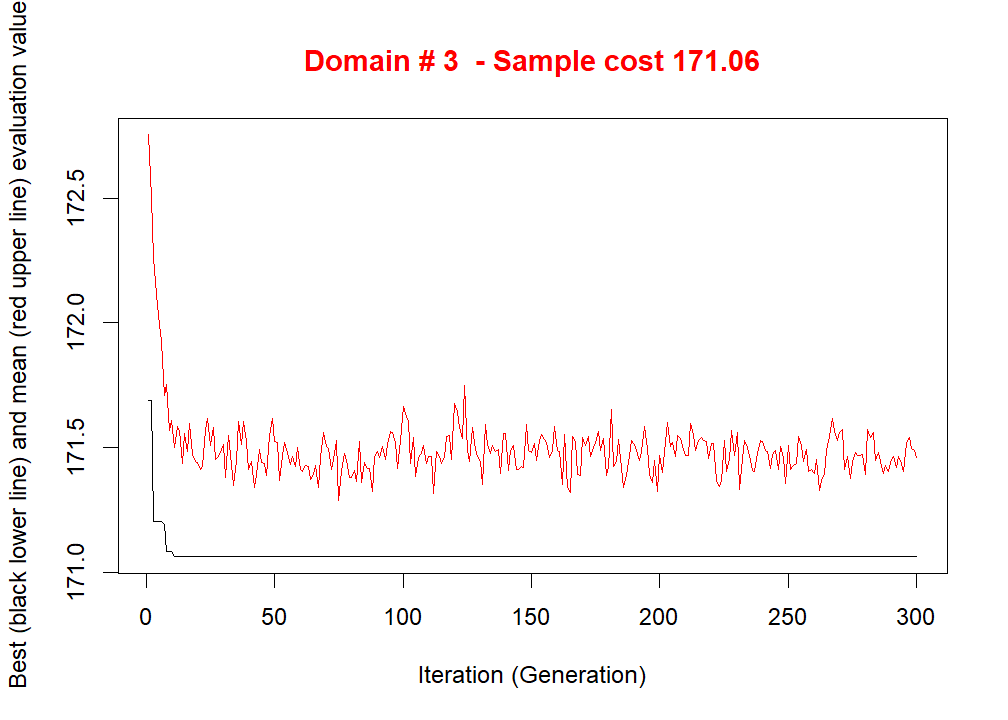 Domain # 3  - Sample cost 171.06
Best (black lower line) and mean (red upper line) evaluation value
172.5
172.0
171.5
171.0
0 50 100 150 200 250 300
Iteration (Generation)